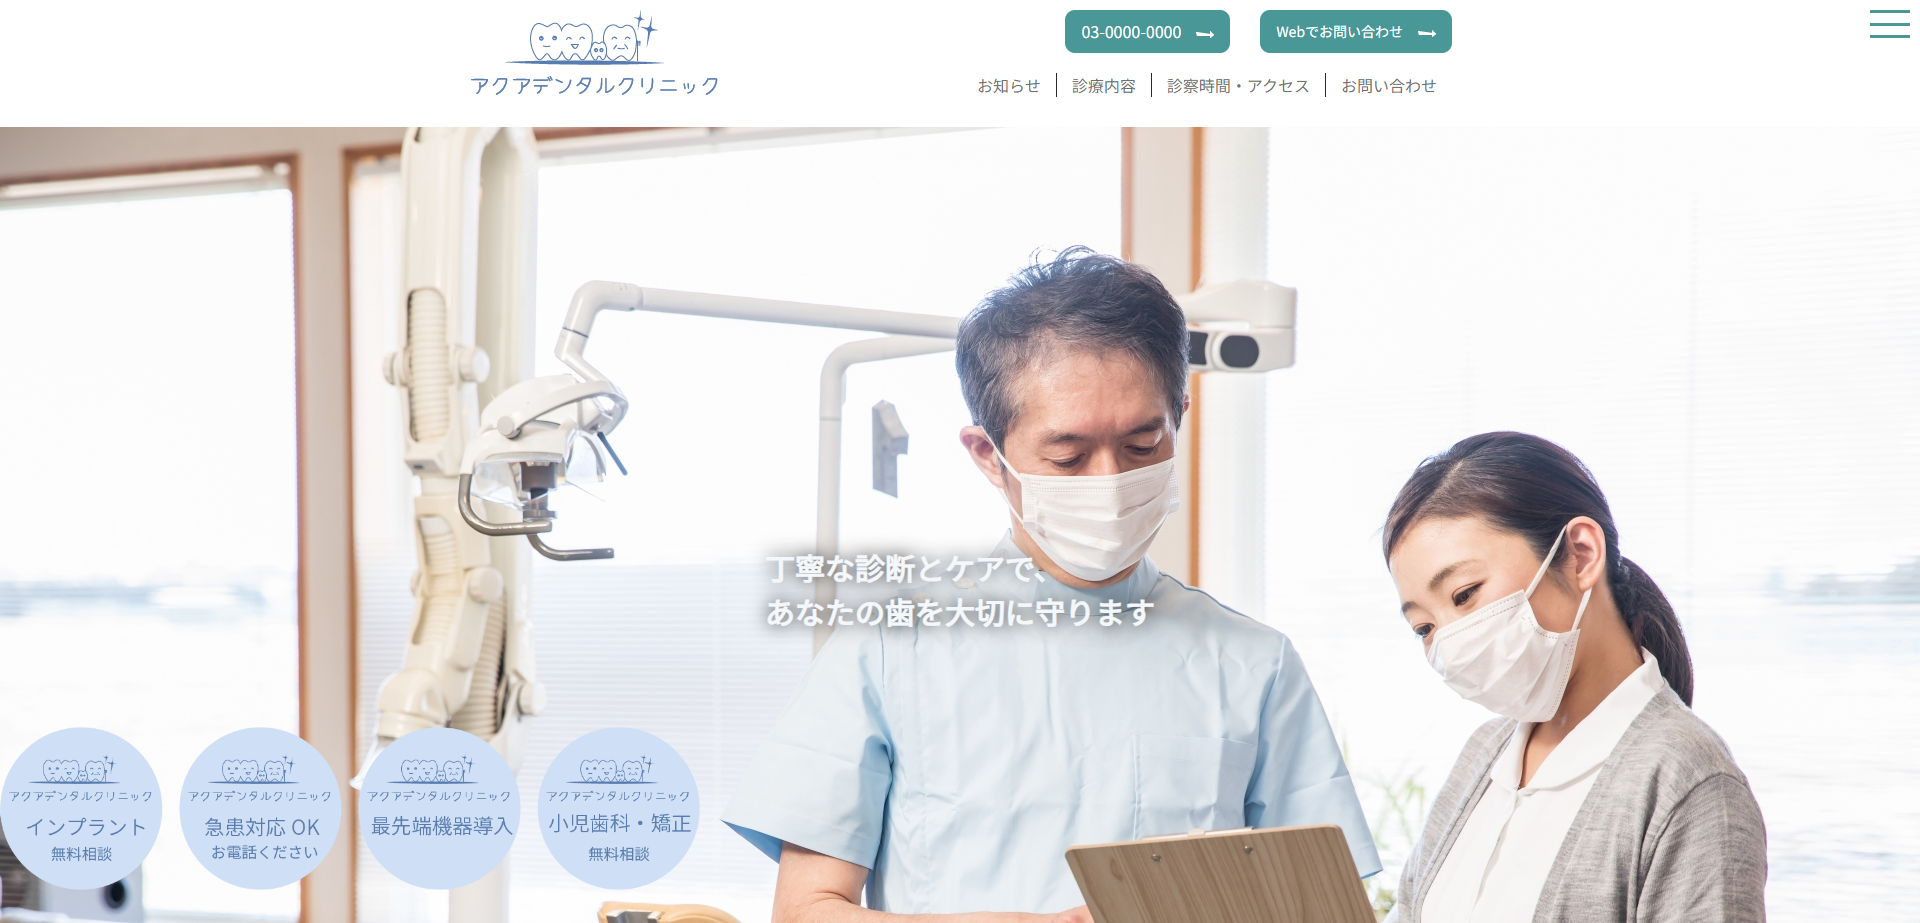 アクアデンタルクリニック
03-0000-0000
Webでお問い合わせ
お知らせ
診療内容
診察時間・アクセス
お問い合わせ
丁寧な診断とケアで、
あなたの歯を大切に守ります
アクアデンタルクリニック
インプラント
無料相談
アクアデンタルクリニック
急患対応 OK
お電話ください
アクアデンタルクリニック
最先端機器導入
アクアデンタルクリニック
小児歯科・矯正
無料相談